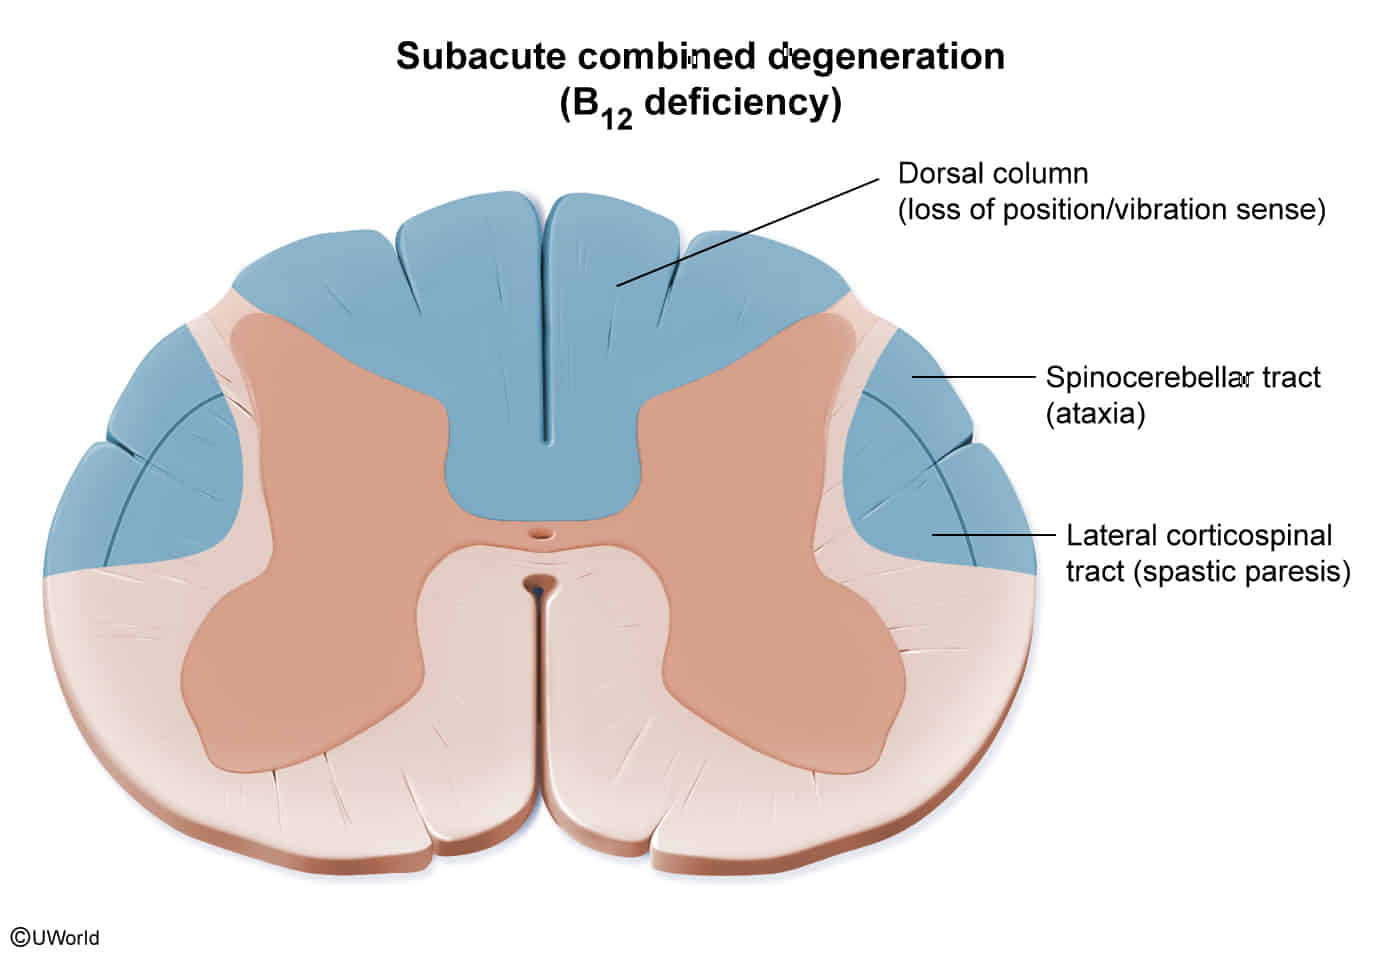 Subacute combined degeneration
(B12 deficiency)
Dorsal column
(loss of position/vibration sense)
Spinocerebellar tract
(ataxia)
Lateral corticospinal
tract (spastic paresis)
©UWorld